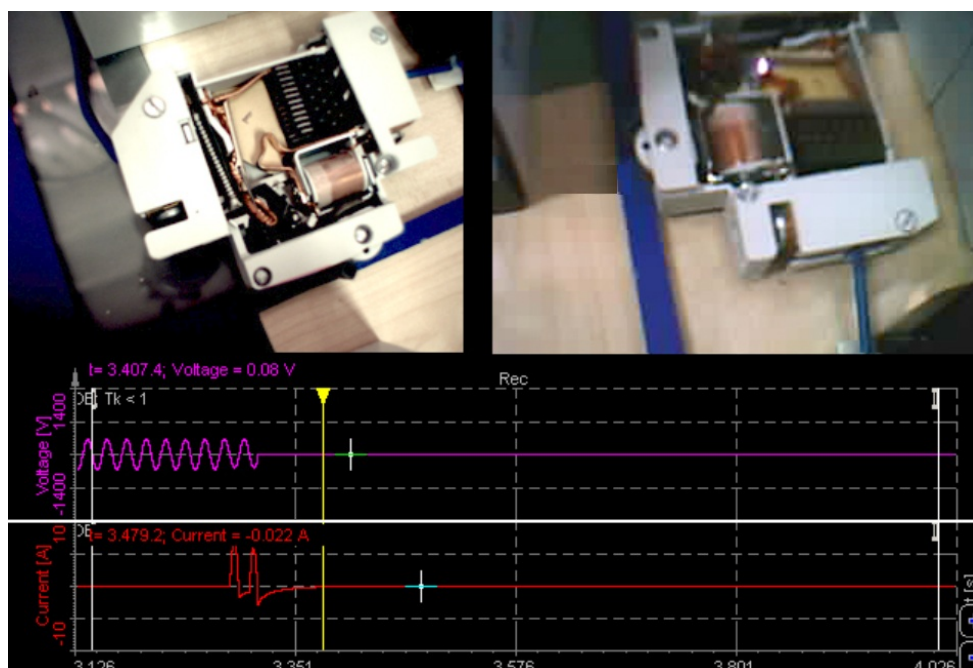 t= 3.407.4; Voltage = 0.08 V
Rec
Tk < 1
Voltage [V]
1400
-1400
t= 3.479.2; Current = -0.022 A
Current [A]
10
-10
t [s]
3.126
3.351
3.576
3.801
4.026